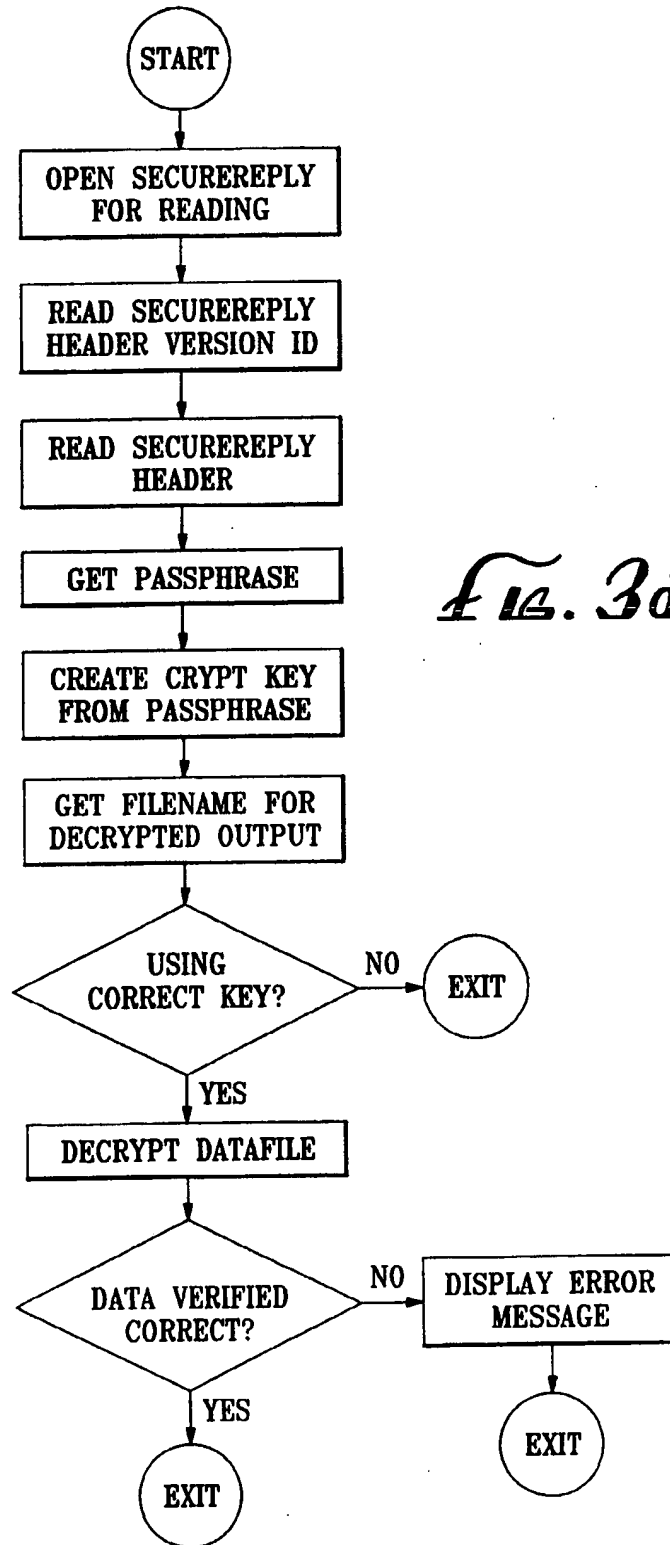 START
OPEN SECUREREPLY
FOR READING
READ SECUREREPLY
HEADER VERSION ID
READ SECUREREPLY
HEADER
GET PASSPHRASE
CREATE CRYPT KEY
FROM PASSPHRASE
GET FILENAME FOR
DECRYPTED OUTPUT
USING
CORRECT KEY?
NO
EXIT
YES
DECRYPT DATAFILE
DATA VERIFIED
CORRECT?
NO
DISPLAY ERROR
MESSAGE
YES
EXIT
EXIT
FIG. 3d